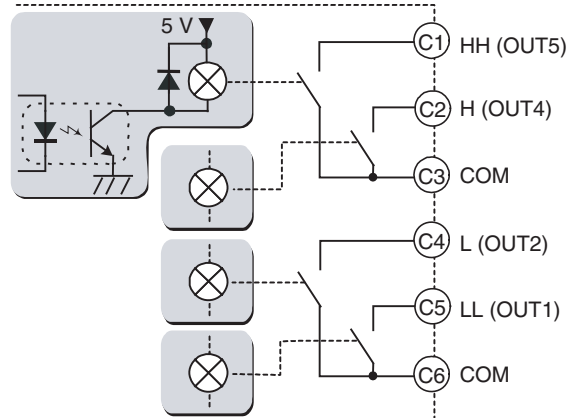 5 V
C1 HH (OUT5)
C2 H (OUT4)
C3 COM
C4 L (OUT2)
C5 LL (OUT1)
C6 COM